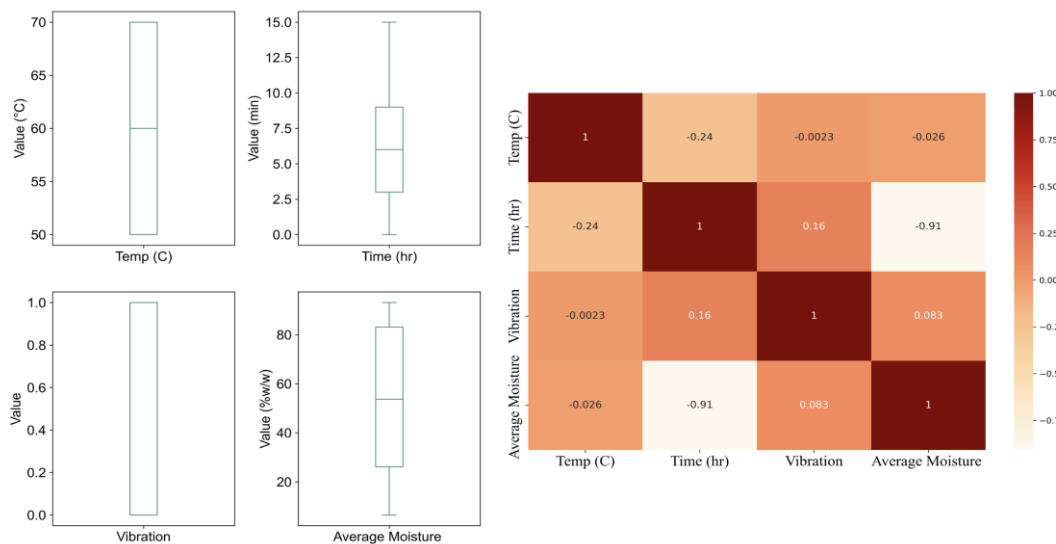 Value (°C)
70
65
60
55
50
Temp (C)
Value (min)
15.0
12.5
10.0
7.5
5.0
2.5
0.0
Time (hr)
Value
1.0
0.8
0.6
0.4
0.2
0.0
Vibration
Value (%w/w)
80
60
40
20
Average Moisture
Temp (C)
1
-0.24
-0.0023
-0.026
Time (hr)
-0.24
1
0.16
-0.91
Vibration
-0.0023
0.16
1
0.083
Average Moisture
-0.026
-0.91
0.083
1
Temp (C)
Time (hr)
Vibration
Average Moisture
1.00
0.75
0.50
0.25
0.00